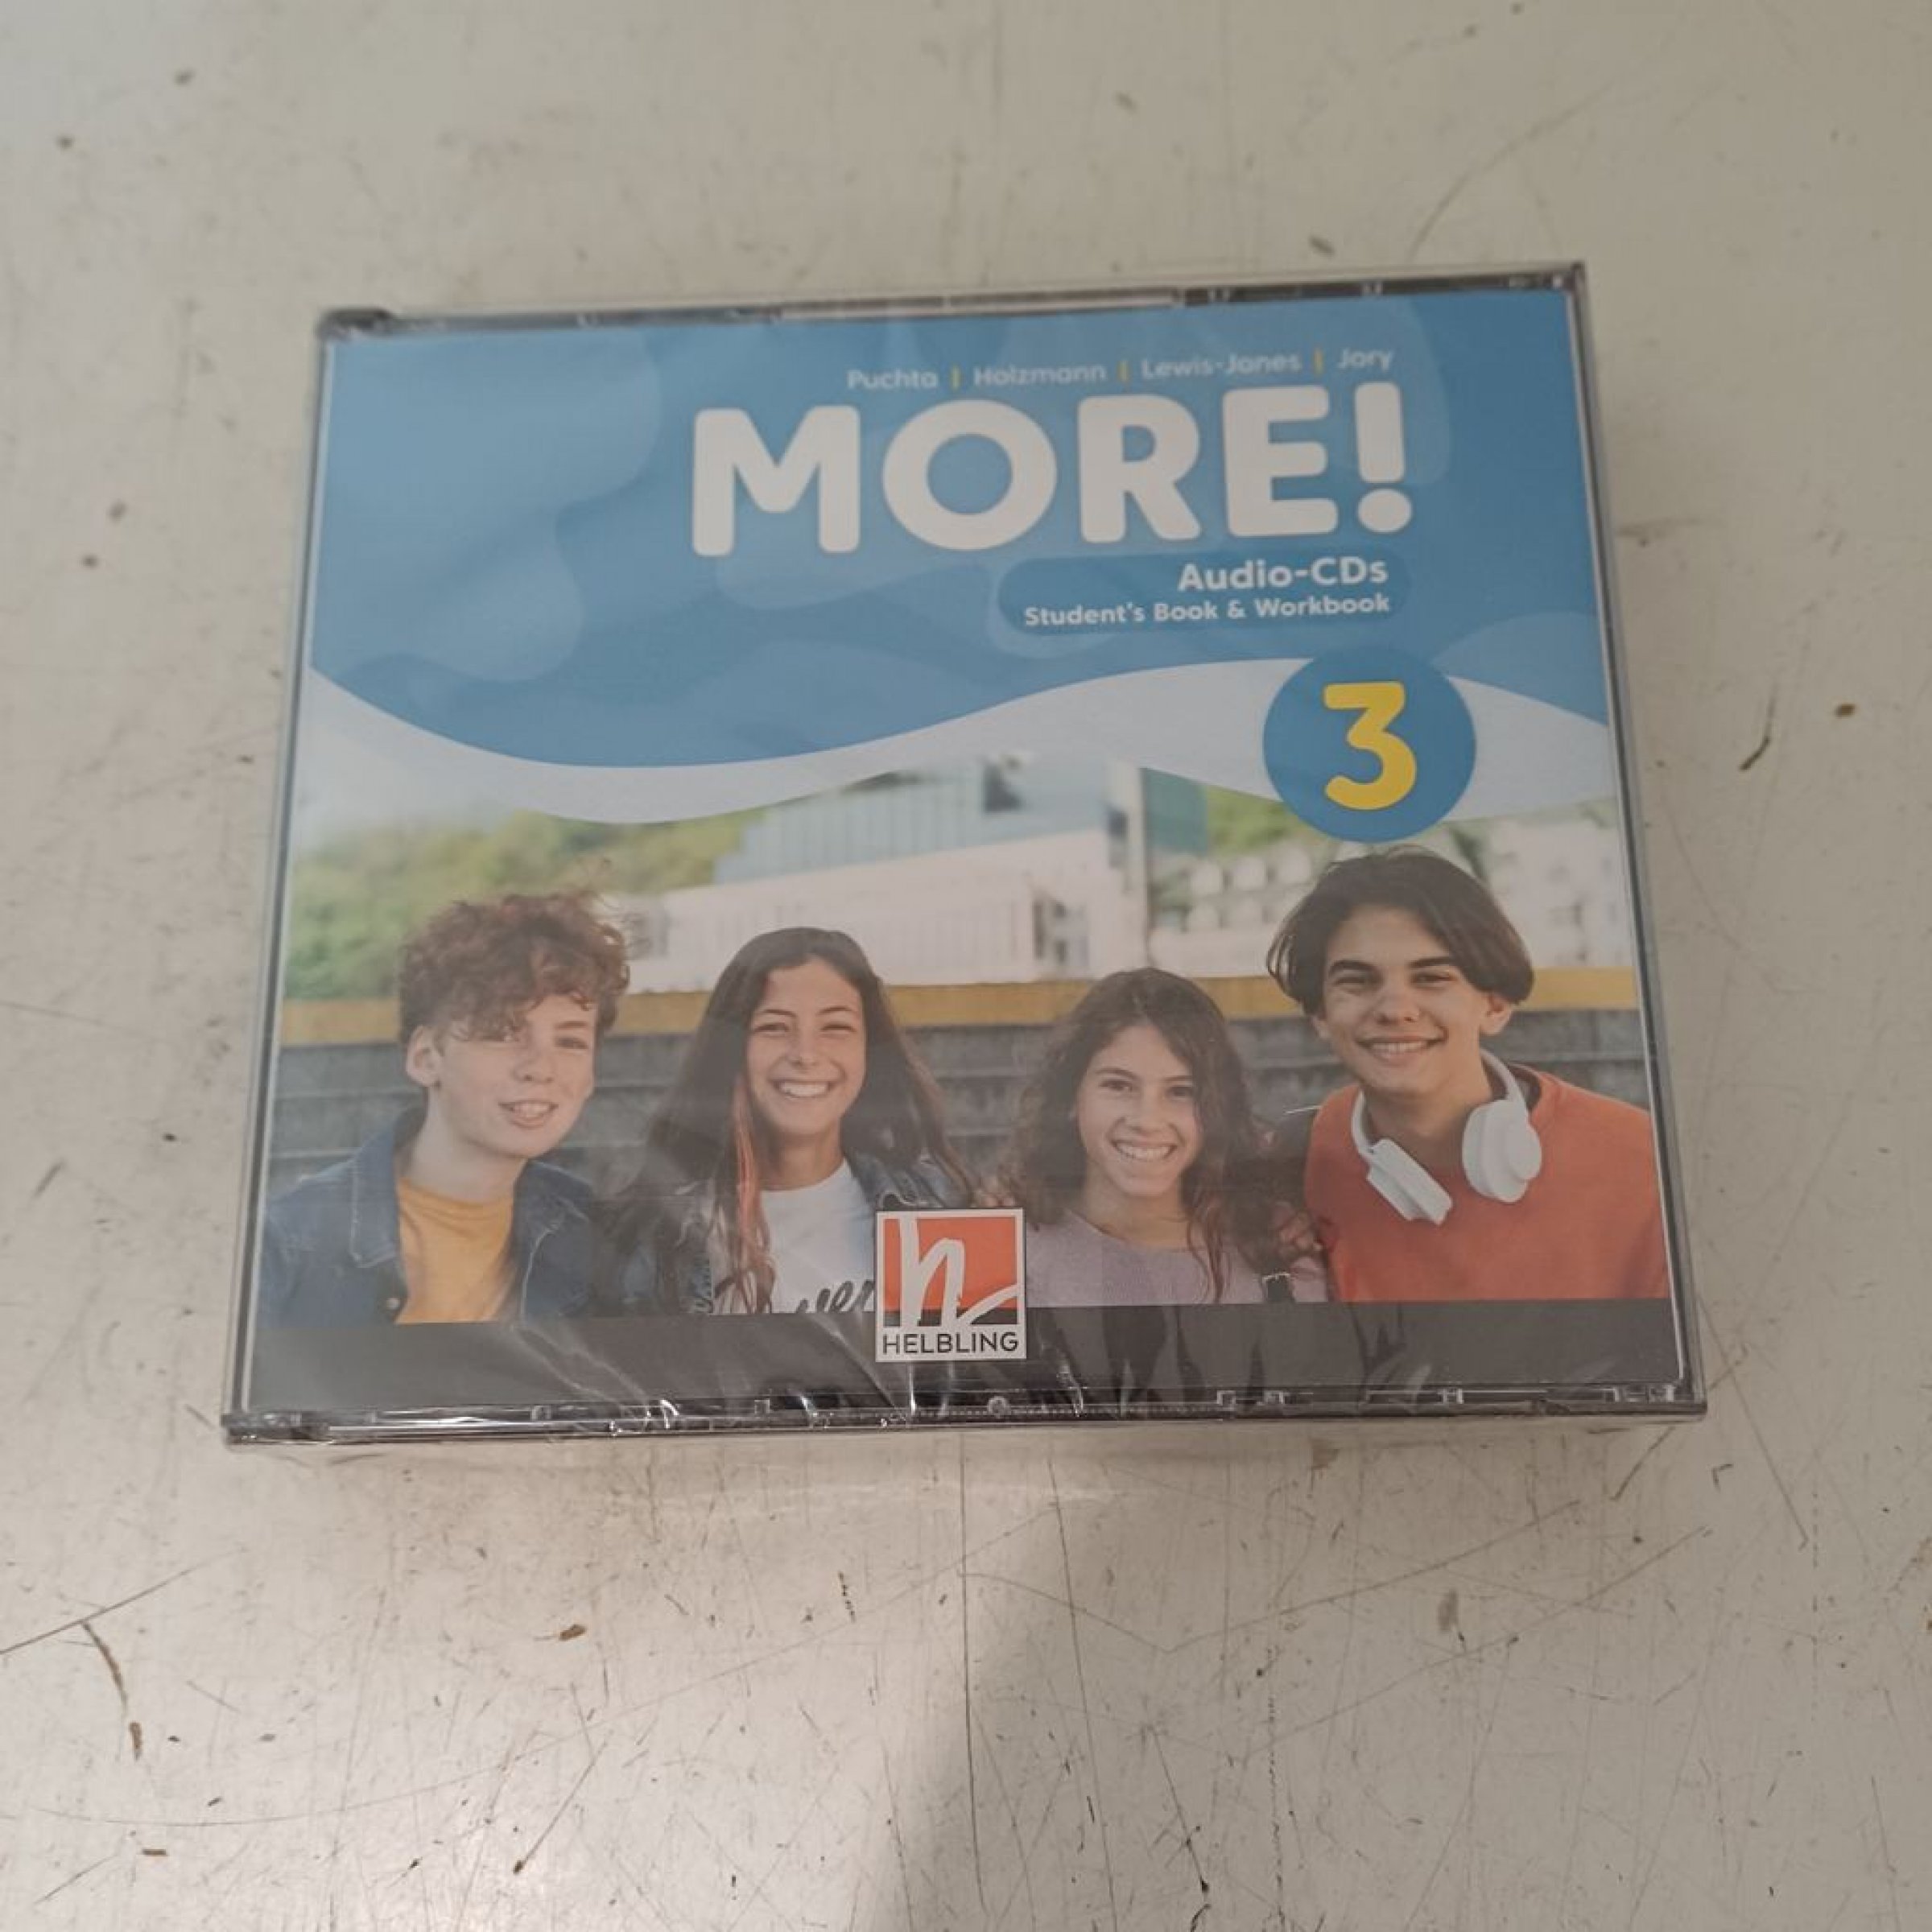 Puchta | Holzmann | Lewis-Jones | Jory
MORE!
Audio-CDs
Student's Book & Workbook
3
h
HELBLING